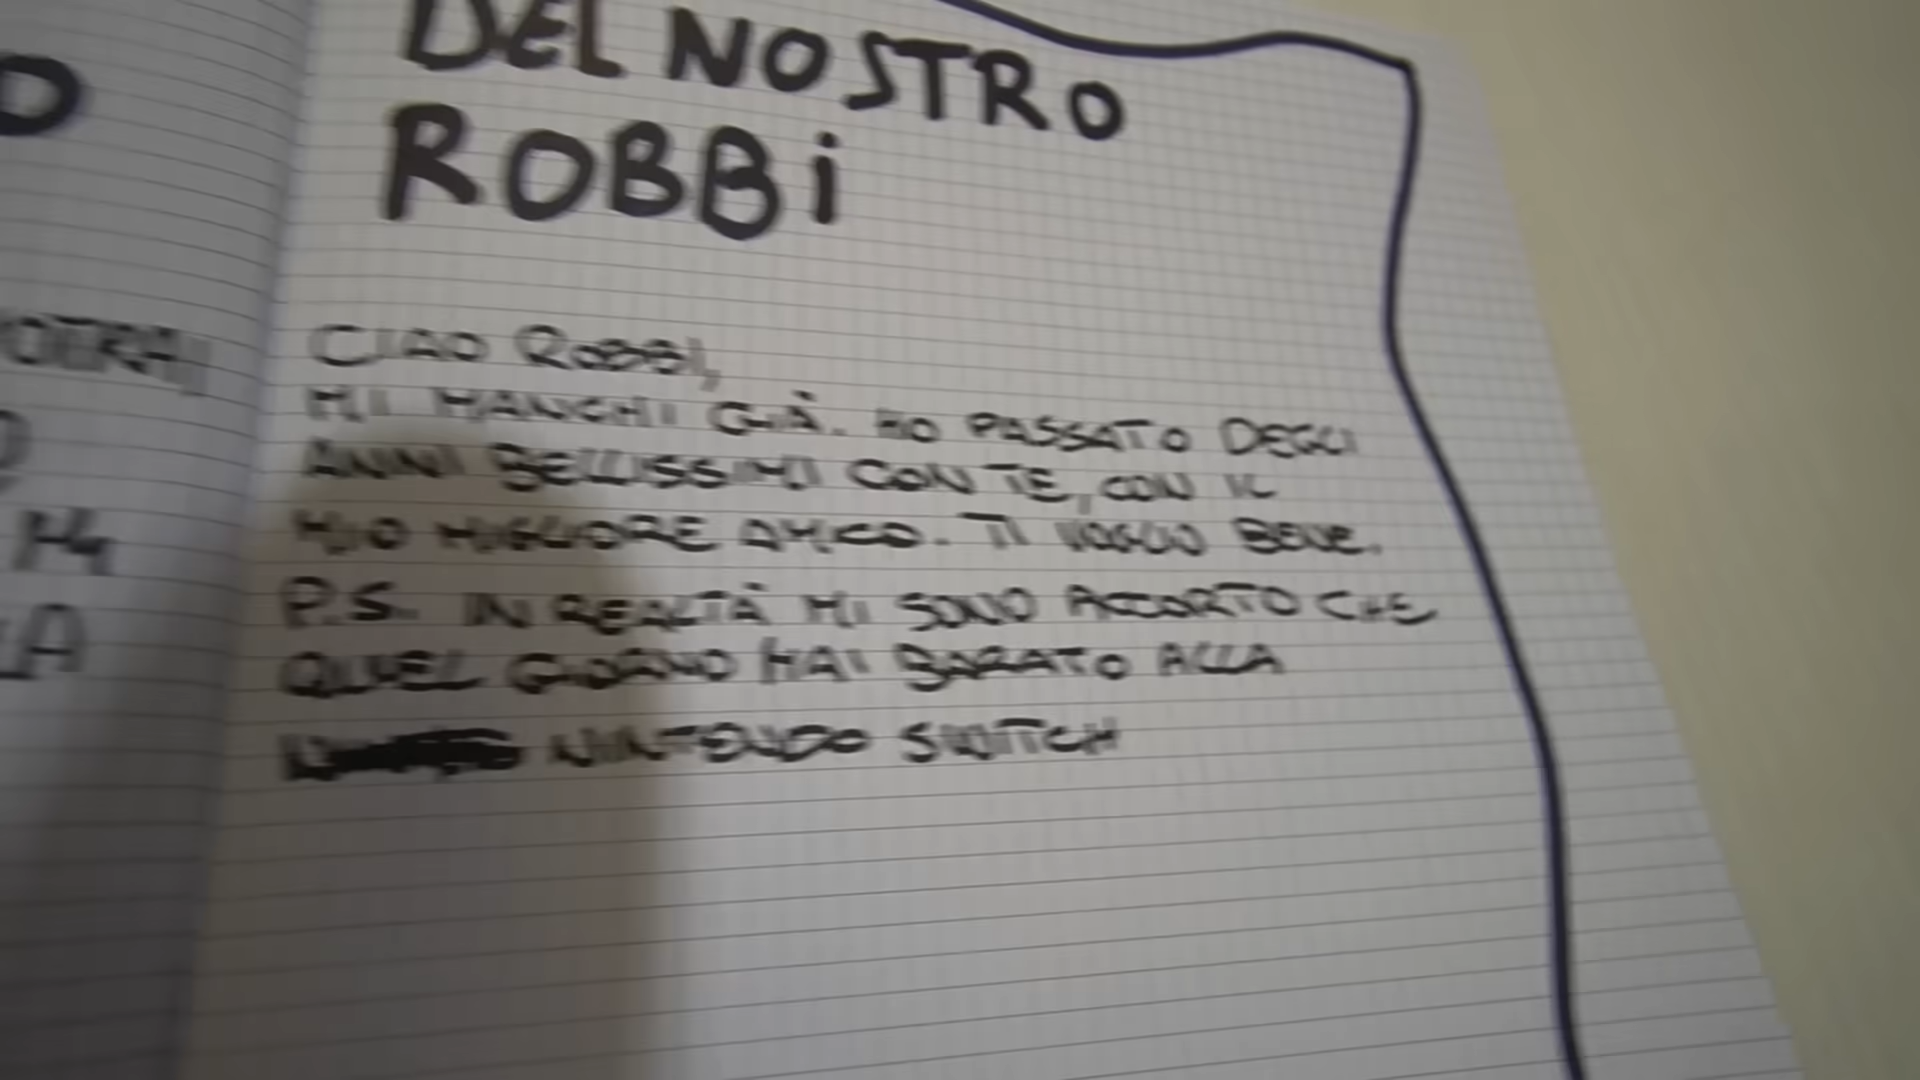 DEL NOSTRO
ROBBi
CIAO ROBBI,
MI MANCHI GIÀ. HO PASSATO DEGLI
ANNI BELLISSIMI CON TE, CON IL
MIO MIGLIORE AMICO. TI VOGLIO BENE.
P.S. IN REALTÀ MI SONO ACCORTO CHE
QUEL GIORNO HAI BARATO ALLA
NINTENDO SWITCH